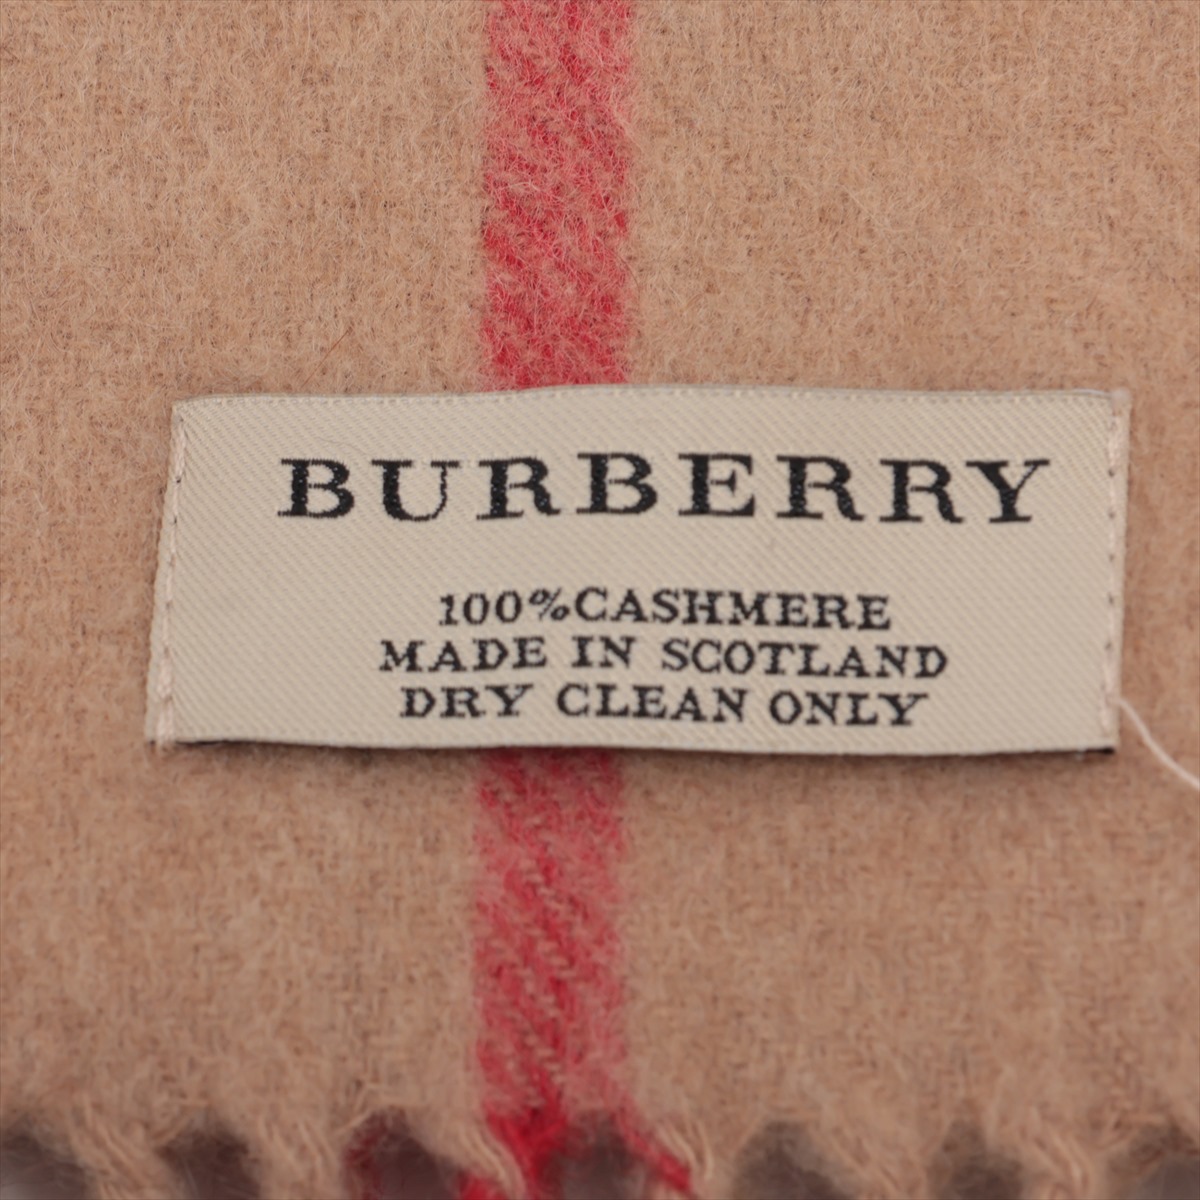 BURBERRY
100%CASHMERE
MADE IN SCOTLAND
DRY CLEAN ONLY